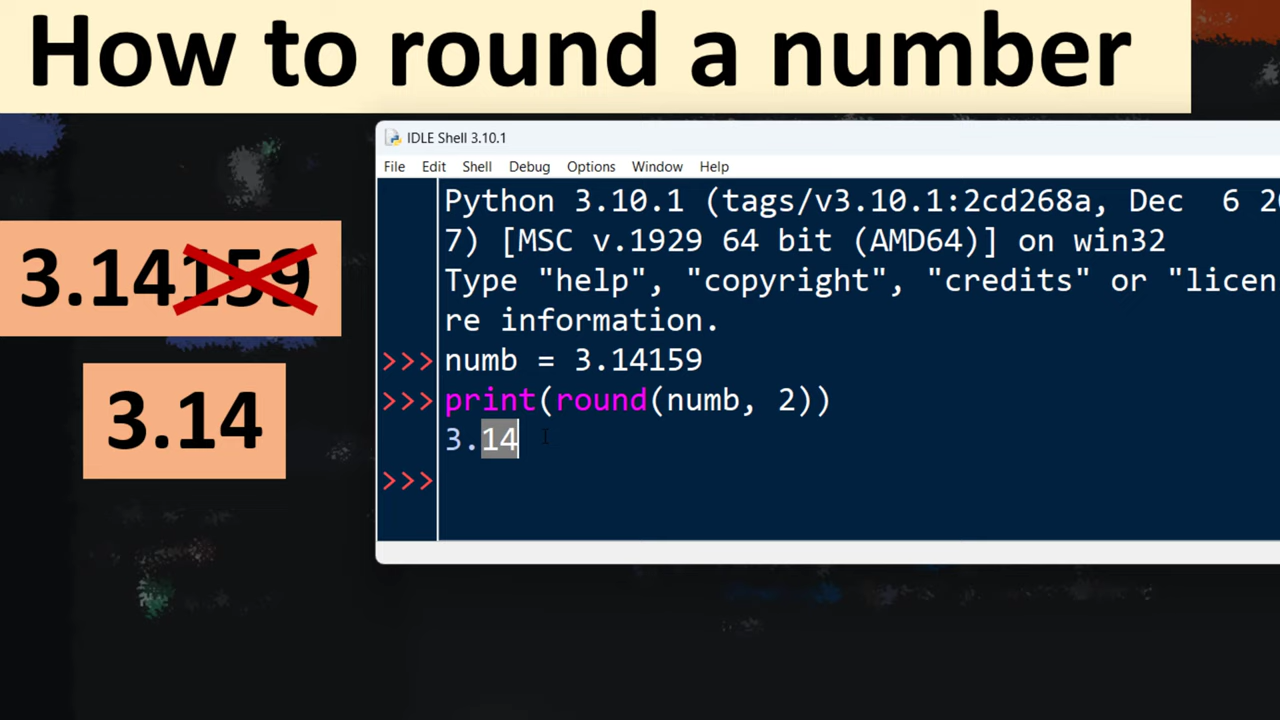 How to round a number
IDLE Shell 3.10.1
File Edit Shell Debug Options Window Help
Python 3.10.1 (tags/v3.10.1:2cd268a, Dec  6 20
7) [MSC v.1929 64 bit (AMD64)] on win32
Type "help", "copyright", "credits" or "licen
re information.
>>> numb = 3.14159
>>> print(round(numb, 2))
3.14
>>>
3.14159
3.14